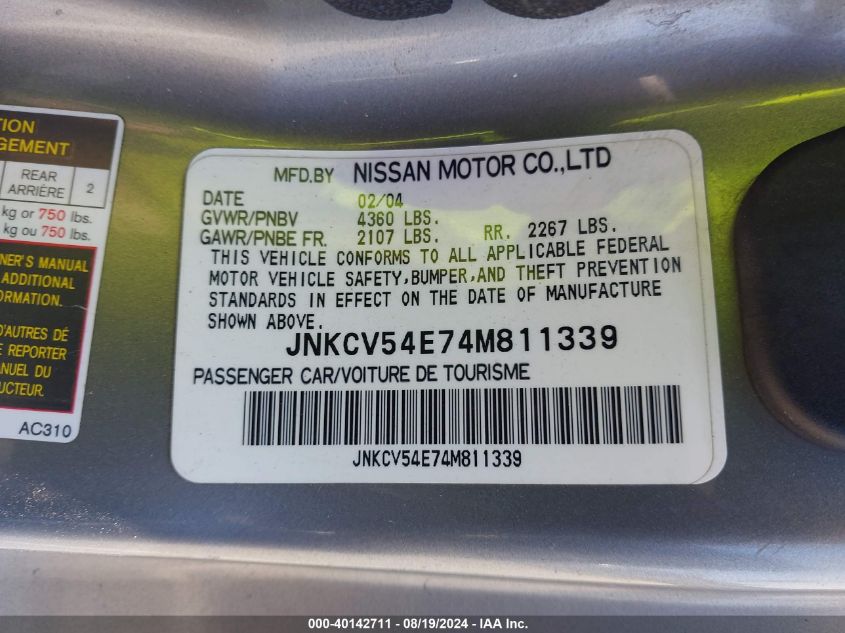 TION
GEMENT
REAR
ARRIÈRE
2
kg or 750 lbs.
kg ou 750 lbs.
NER'S MANUAL
ADDITIONAL
ORMATION.
D'AUTRES DÉ
E REPORTER
ANUEL DU
UCTEUR.
AC310
MFD.BY NISSAN MOTOR CO.,LTD
DATE 02/04
GVWR/PNBV 4360 LBS.
GAWR/PNBE FR. 2107 LBS. RR. 2267 LBS.
THIS VEHICLE CONFORMS TO ALL APPLICABLE FEDERAL
MOTOR VEHICLE SAFETY,BUMPER,AND THEFT PREVENTION
STANDARDS IN EFFECT ON THE DATE OF MANUFACTURE
SHOWN ABOVE.
JNKCV54E74M811339
PASSENGER CAR/VOITURE DE TOURISME
JNKCV54E74M811339
000-40142711 - 08/19/2024 - IAA Inc.